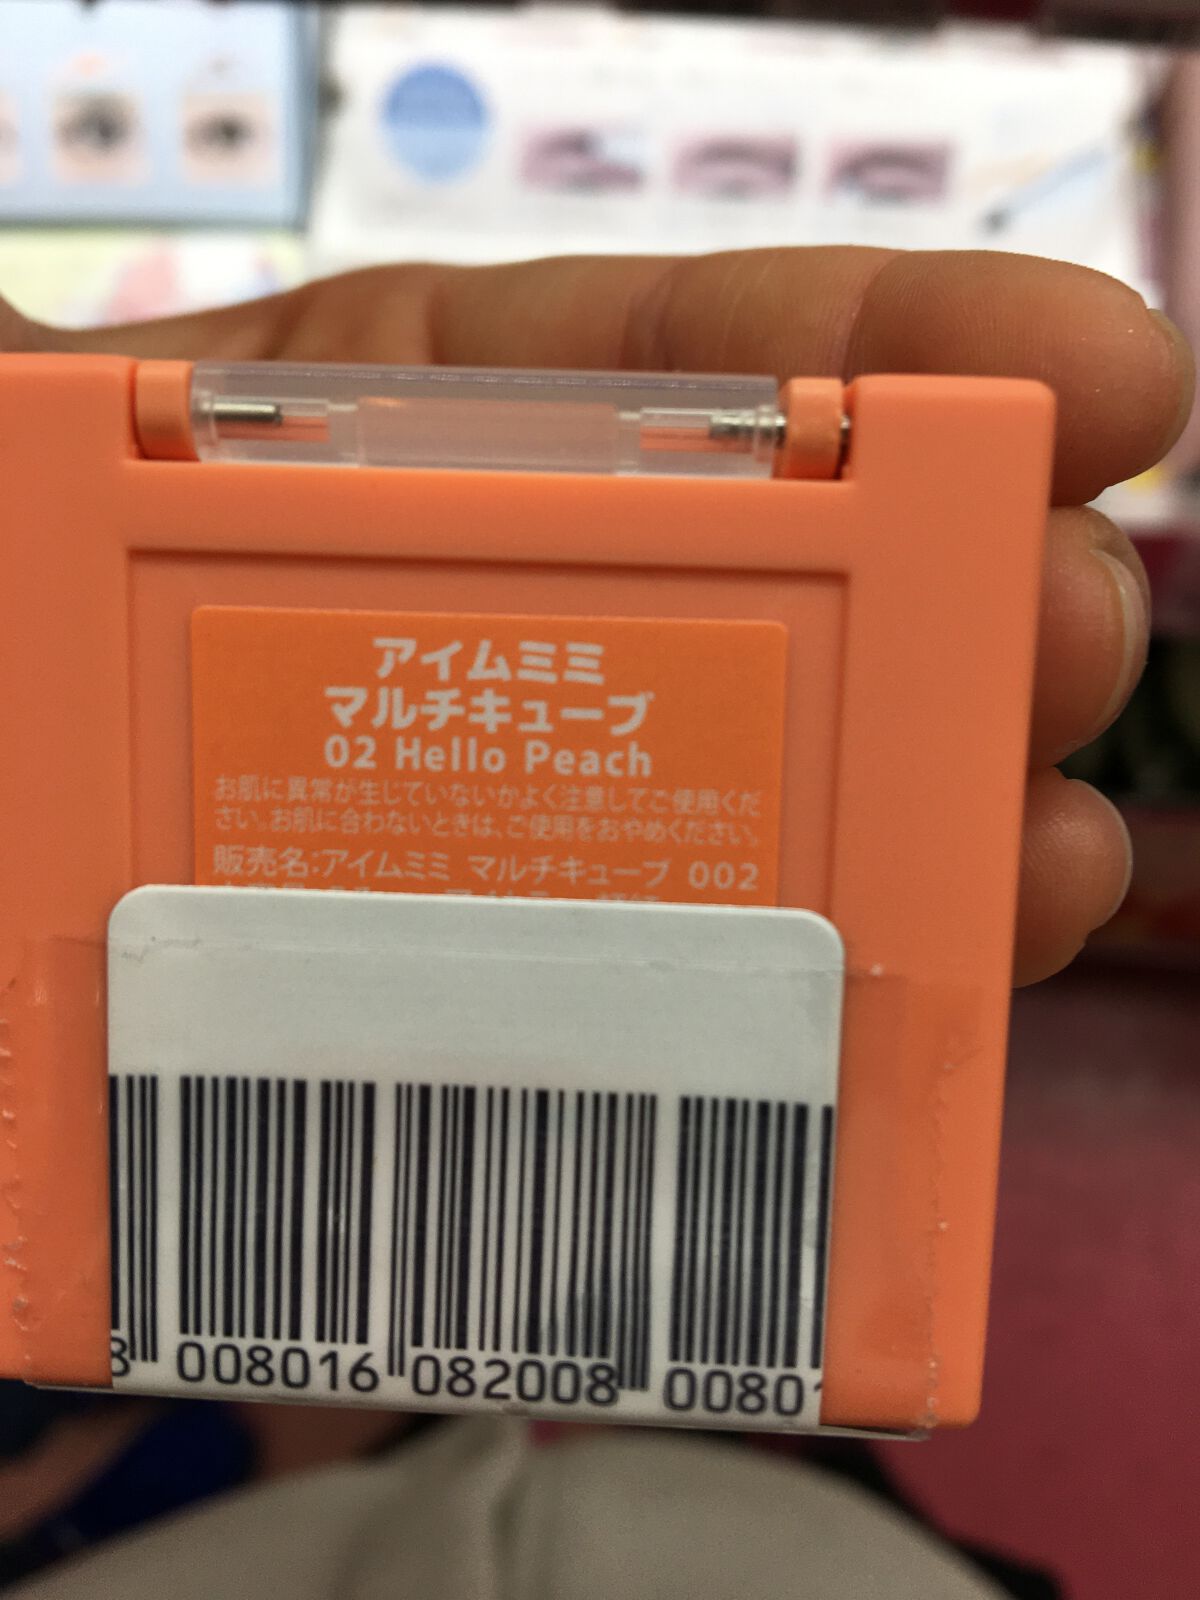 アイムミミ
マルチキューブ
02 Hello Peach
お肌に異常が生じていないかよく注意してご使用くだ
さい。お肌に合わないときは、ご使用をおやめください。
販売名:アイムミミ マルチキューブ 002
8 008016 082008 00801